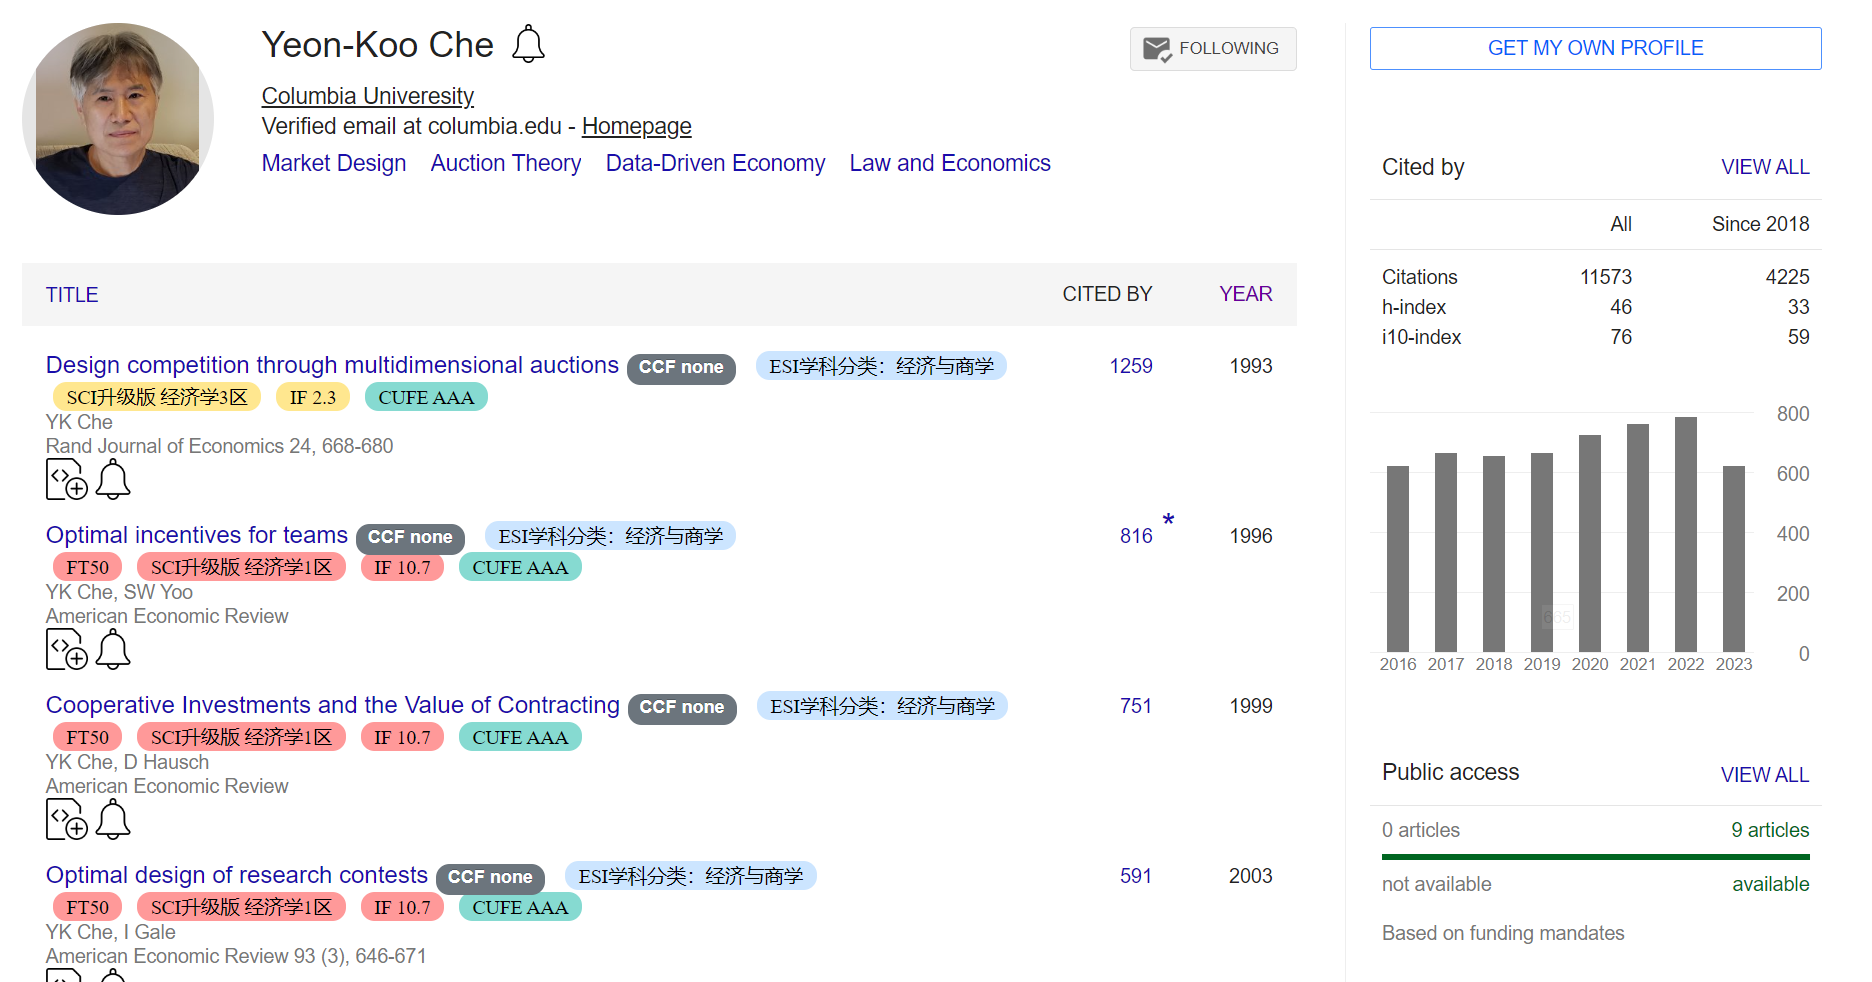 Yeon-Koo Che
FOLLOWING
Columbia Univeresity
Verified email at columbia.edu - Homepage
Market Design Auction Theory Data-Driven Economy Law and Economics
TITLE CITED BY YEAR
Design competition through multidimensional auctions CCF none ESI学科分类：经济与商学 1259 1993
SCI升级版 经济学3区 IF 2.3 CUFE AAA
YK Che
Rand Journal of Economics 24, 668-680
Optimal incentives for teams CCF none ESI学科分类：经济与商学 816 * 1996
FT50 SCI升级版 经济学1区 IF 10.7 CUFE AAA
YK Che, SW Yoo
American Economic Review
Cooperative Investments and the Value of Contracting CCF none ESI学科分类：经济与商学 751 1999
FT50 SCI升级版 经济学1区 IF 10.7 CUFE AAA
YK Che, D Hausch
American Economic Review
Optimal design of research contests CCF none ESI学科分类：经济与商学 591 2003
FT50 SCI升级版 经济学1区 IF 10.7 CUFE AAA
YK Che, I Gale
American Economic Review 93 (3), 646-671
GET MY OWN PROFILE
Cited by VIEW ALL
All Since 2018
Citations 11573 4225
h-index 46 33
i10-index 76 59
800
600
400
200
0
665
2016 2017 2018 2019 2020 2021 2022 2023
Public access VIEW ALL
0 articles 9 articles
not available available
Based on funding mandates